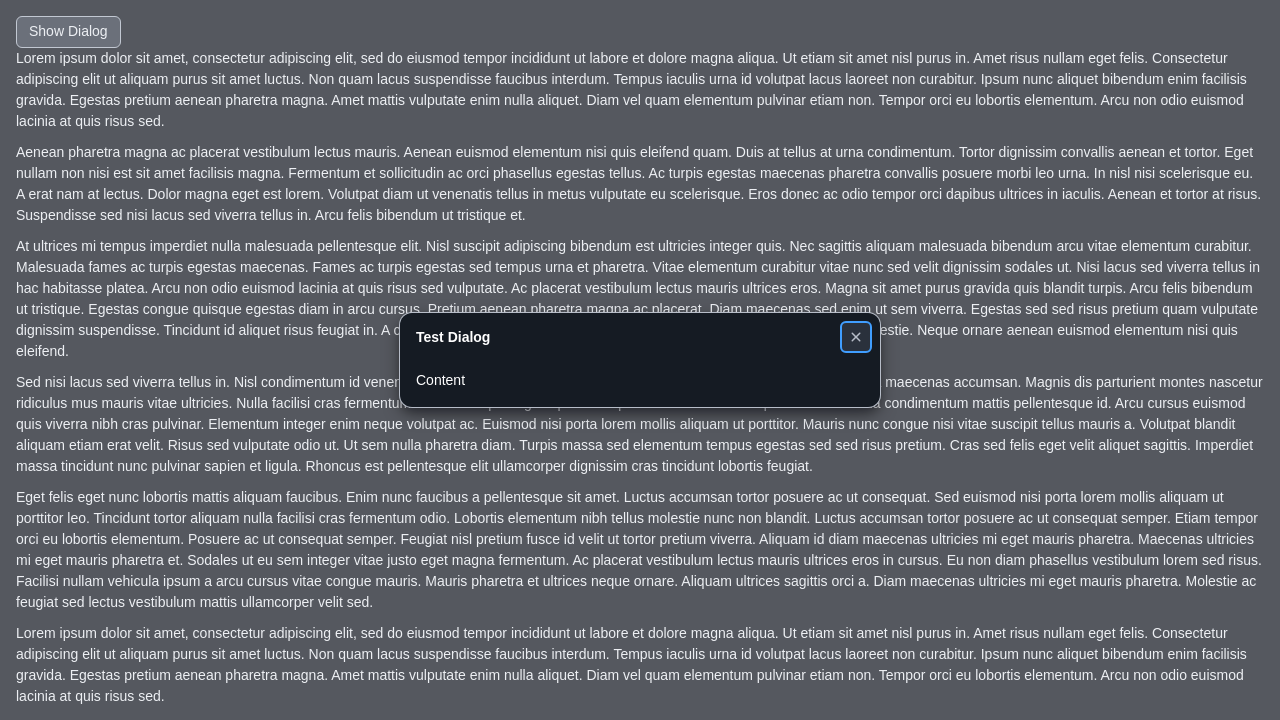 Show Dialog
Lorem ipsum dolor sit amet, consectetur adipiscing elit, sed do eiusmod tempor incididunt ut labore et dolore magna aliqua. Ut etiam sit amet nisl purus in. Amet risus nullam eget felis. Consectetur
adipiscing elit ut aliquam purus sit amet luctus. Non quam lacus suspendisse faucibus interdum. Tempus iaculis urna id volutpat lacus laoreet non curabitur. Ipsum nunc aliquet bibendum enim facilisis
gravida. Egestas pretium aenean pharetra magna. Amet mattis vulputate enim nulla aliquet. Diam vel quam elementum pulvinar etiam non. Tempor orci eu lobortis elementum. Arcu non odio euismod
lacinia at quis risus sed.
Aenean pharetra magna ac placerat vestibulum lectus mauris. Aenean euismod elementum nisi quis eleifend quam. Duis at tellus at urna condimentum. Tortor dignissim convallis aenean et tortor. Eget
nullam non nisi est sit amet facilisis magna. Fermentum et sollicitudin ac orci phasellus egestas tellus. Ac turpis egestas maecenas pharetra convallis posuere morbi leo urna. In nisl nisi scelerisque eu.
A erat nam at lectus. Dolor magna eget est lorem. Volutpat diam ut venenatis tellus in metus vulputate eu scelerisque. Eros donec ac odio tempor orci dapibus ultrices in iaculis. Aenean et tortor at risus.
Suspendisse sed nisi lacus sed viverra tellus in. Arcu felis bibendum ut tristique et.
At ultrices mi tempus imperdiet nulla malesuada pellentesque elit. Nisl suscipit adipiscing bibendum est ultricies integer quis. Nec sagittis aliquam malesuada bibendum arcu vitae elementum curabitur.
Malesuada fames ac turpis egestas maecenas. Fames ac turpis egestas sed tempus urna et pharetra. Vitae elementum curabitur vitae nunc sed velit dignissim sodales ut. Nisi lacus sed viverra tellus in
hac habitasse platea. Arcu non odio euismod lacinia at quis risus sed vulputate. Ac placerat vestibulum lectus mauris ultrices eros. Magna sit amet purus gravida quis blandit turpis. Arcu felis bibendum
ut tristique. Egestas congue quisque egestas diam in arcu cursus. Pretium aenean pharetra magna ac placerat. Diam maecenas sed enim ut sem viverra. Egestas sed sed risus pretium quam vulputate
dignissim suspendisse. Tincidunt id aliquet risus feugiat in. A Neque ornare aenean euismod elementum nisi quis
eleifend.
Test Dialog
Content
Sed nisi lacus sed viverra tellus in. Nisl condimentum id maecenas accumsan. Magnis dis parturient montes nascetur
ridiculus mus mauris vitae ultricies. Nulla facilisi cras condimentum mattis pellentesque id. Arcu cursus euismod
quis viverra nibh cras pulvinar. Elementum integer enim neque volutpat ac. Euismod nisi porta lorem mollis aliquam ut porttitor. Mauris nunc congue nisi vitae suscipit tellus mauris a. Volutpat blandit
aliquam etiam erat velit. Risus sed vulputate odio ut. Ut sem nulla pharetra diam. Turpis massa sed elementum tempus egestas sed sed risus pretium. Cras sed felis eget velit aliquet sagittis. Imperdiet
massa tincidunt nunc pulvinar sapien et ligula. Rhoncus est pellentesque elit ullamcorper dignissim cras tincidunt lobortis feugiat.
Eget felis eget nunc lobortis mattis aliquam faucibus. Enim nunc faucibus a pellentesque sit amet. Luctus accumsan tortor posuere ac ut consequat. Sed euismod nisi porta lorem mollis aliquam ut
porttitor leo. Tincidunt tortor aliquam nulla facilisi cras fermentum odio. Lobortis elementum nibh tellus molestie nunc non blandit. Luctus accumsan tortor posuere ac ut consequat semper. Etiam tempor
orci eu lobortis elementum. Posuere ac ut consequat semper. Feugiat nisl pretium fusce id velit ut tortor pretium viverra. Aliquam id diam maecenas ultricies mi eget mauris pharetra. Maecenas ultricies
mi eget mauris pharetra et. Sodales ut eu sem integer vitae justo eget magna fermentum. Ac placerat vestibulum lectus mauris ultrices eros in cursus. Eu non diam phasellus vestibulum lorem sed risus.
Facilisi nullam vehicula ipsum a arcu cursus vitae congue mauris. Mauris pharetra et ultrices neque ornare. Aliquam ultrices sagittis orci a. Diam maecenas ultricies mi eget mauris pharetra. Molestie ac
feugiat sed lectus vestibulum mattis ullamcorper velit sed.
Lorem ipsum dolor sit amet, consectetur adipiscing elit, sed do eiusmod tempor incididunt ut labore et dolore magna aliqua. Ut etiam sit amet nisl purus in. Amet risus nullam eget felis. Consectetur
adipiscing elit ut aliquam purus sit amet luctus. Non quam lacus suspendisse faucibus interdum. Tempus iaculis urna id volutpat lacus laoreet non curabitur. Ipsum nunc aliquet bibendum enim facilisis
gravida. Egestas pretium aenean pharetra magna. Amet mattis vulputate enim nulla aliquet. Diam vel quam elementum pulvinar etiam non. Tempor orci eu lobortis elementum. Arcu non odio euismod
lacinia at quis risus sed.